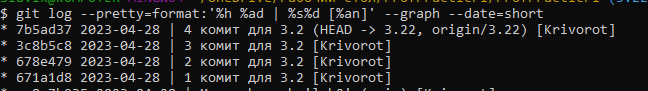 $ git log --pretty=format:'%h %ad | %s%d [%an]' --graph --date=short
* 7b5ad37 2023-04-28 | 4 комит для 3.2 (HEAD -> 3.22, origin/3.22) [Krivorot]
* 3c8b5c8 2023-04-28 | 3 комит для 3.2 [Krivorot]
* 678e479 2023-04-28 | 2 комит для 3.2 [Krivorot]
* 671a1d8 2023-04-28 | 1 комит для 3.2 [Krivorot]